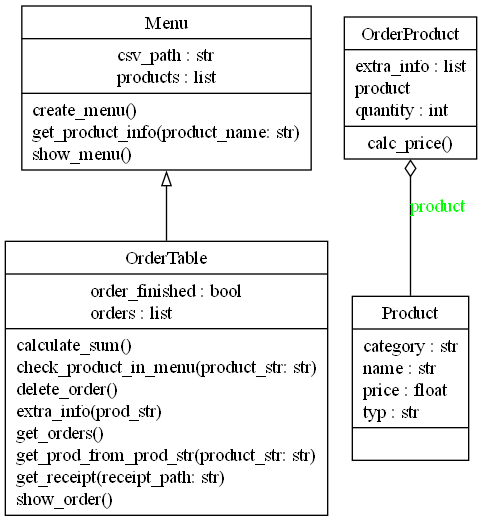 Menu
csv_path : str
products : list
create_menu()
get_product_info(product_name: str)
show_menu()
OrderProduct
extra_info : list
product
quantity : int
calc_price()
product
OrderTable
order_finished : bool
orders : list
calculate_sum()
check_product_in_menu(product_str: str)
delete_order()
extra_info(prod_str)
get_orders()
get_prod_from_prod_str(product_str: str)
get_receipt(receipt_path: str)
show_order()
Product
category : str
name : str
price : float
typ : str